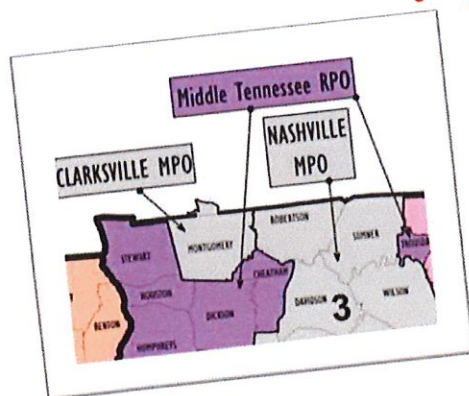 Middle Tennessee RPO
NASHVILLE
MPO
CLARKSVILLE MPO
ROBERTSON
SUMNER
MONTGOMERY
STEWART
CHEATHAM
HOUSTON
DAVIDSON
3
WILSON
DICKSON
BENTON
HUMPHREYS